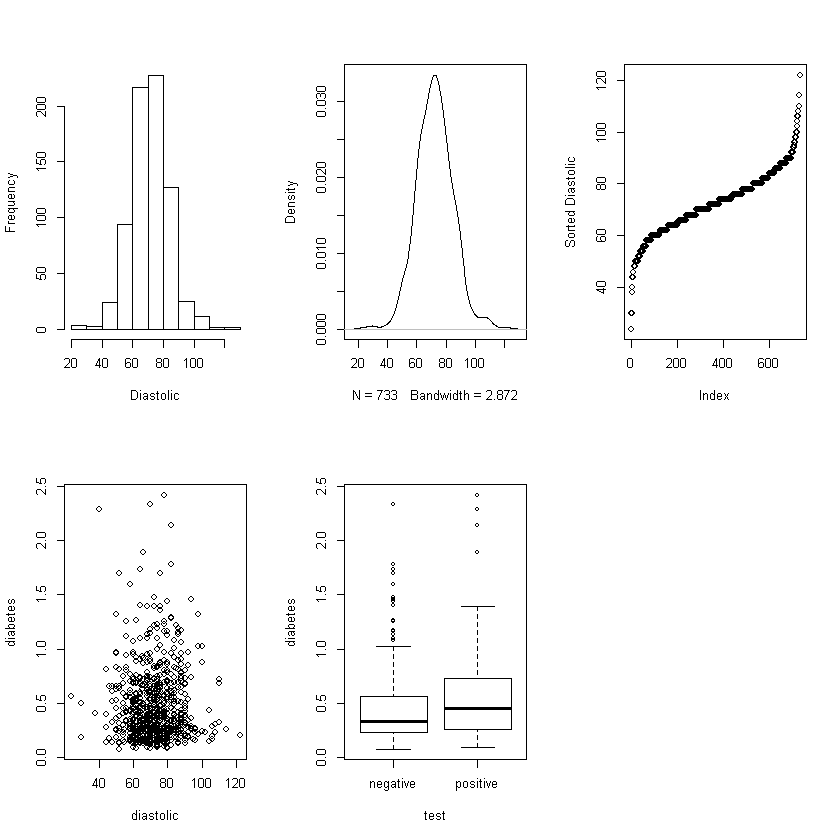 Frequency
0 50 100 150 200
20 40 60 80 100
Diastolic
Density
0.000 0.010 0.020 0.030
20 40 60 80 100
N = 733 Bandwidth = 2.872
Sorted Diastolic
40 60 80 100 120
0 200 400 600
Index
diabetes
0.0 0.5 1.0 1.5 2.0 2.5
40 60 80 100 120
diastolic
diabetes
0.0 0.5 1.0 1.5 2.0 2.5
negative positive
test